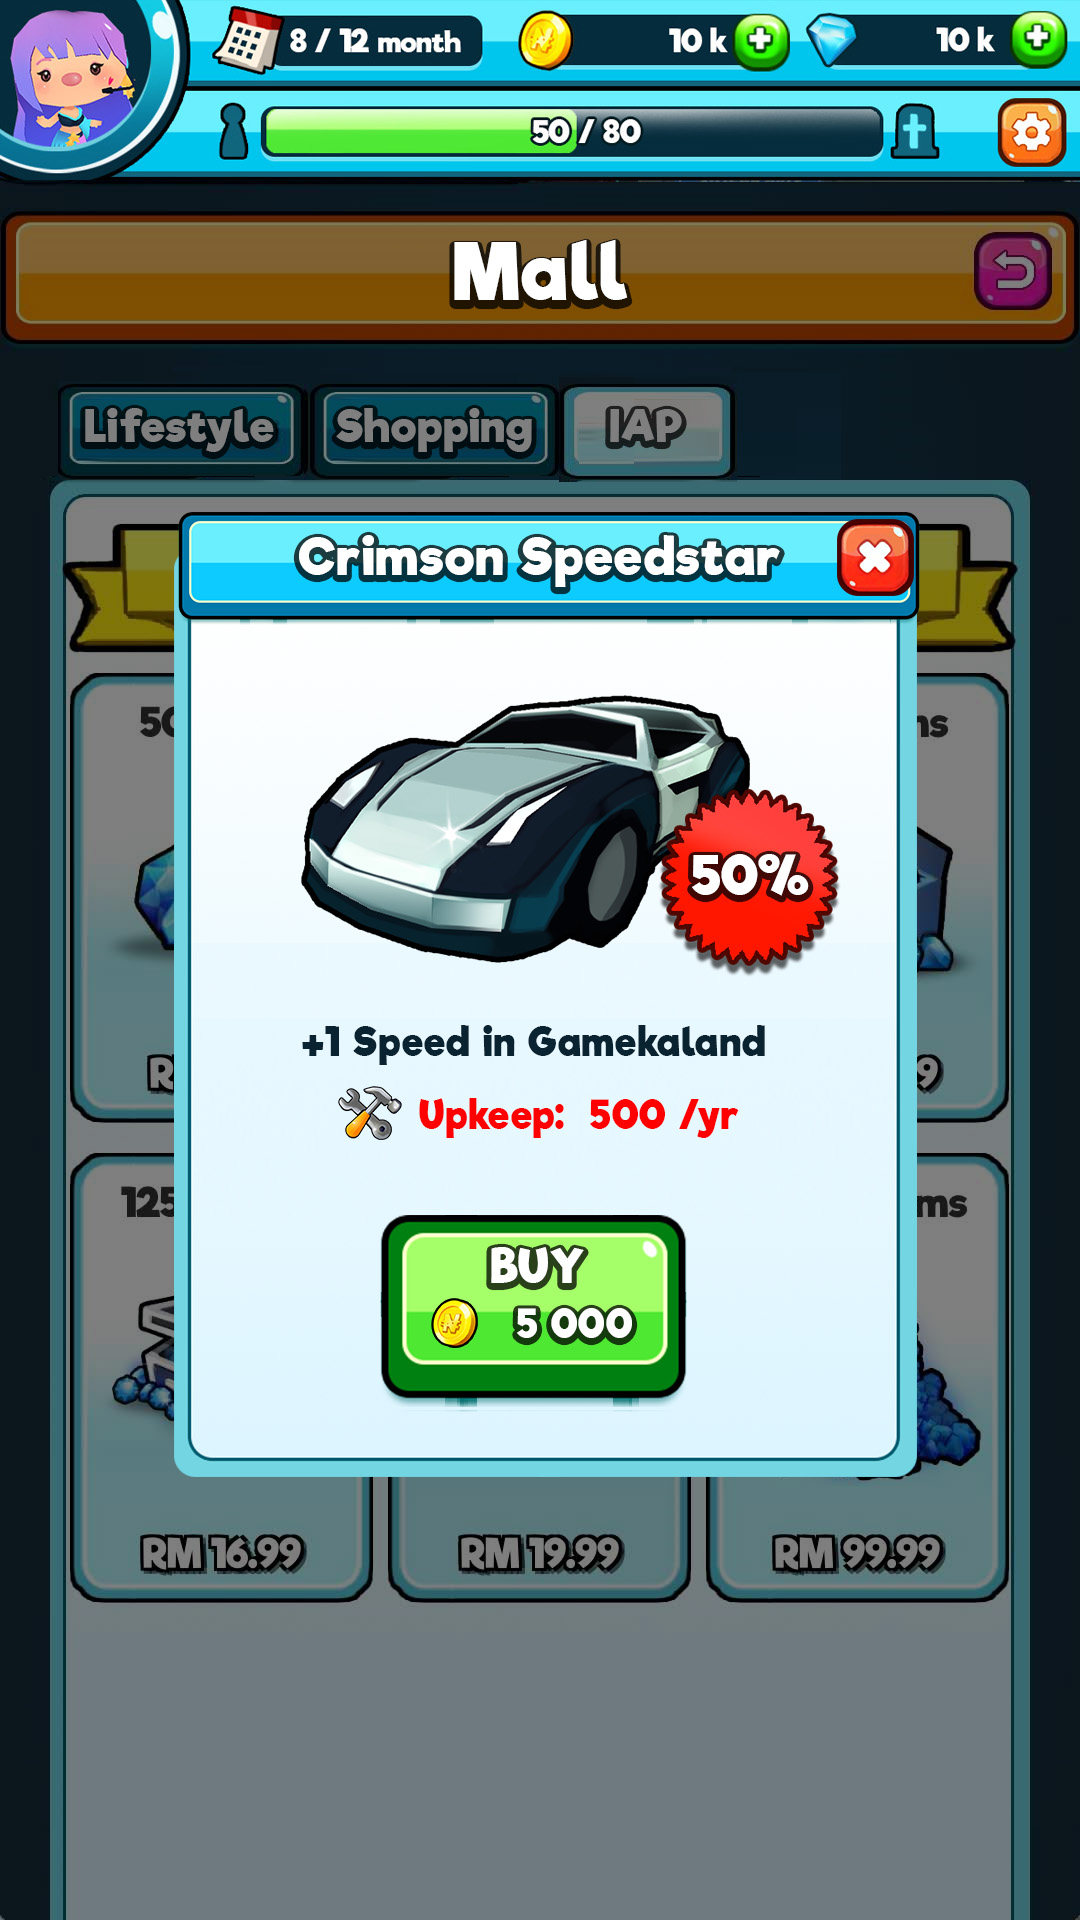 8 / 12 month
10 k
10 k
50 / 80
Mall
Lifestyle
Shopping
IAP
Crimson Speedstar
50%
+1 Speed in Gamekaland
Upkeep: 500 /yr
BUY
5 000
RM 16.99
RM 19.99
RM 99.99